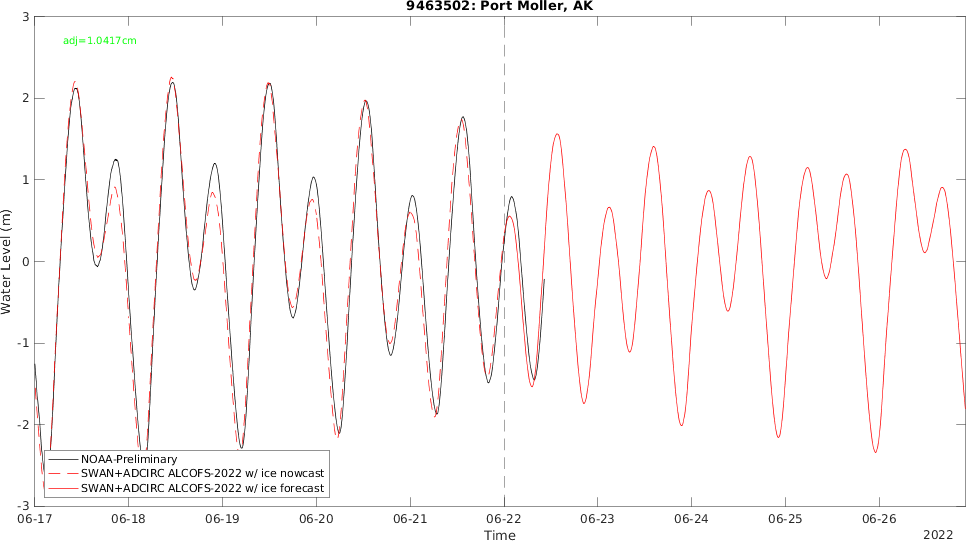 9463502: Port Moller, AK
adj=1.0417cm
Water Level (m)
3
2
1
0
-1
-2
-3
NOAA-Preliminary
SWAN+ADCIRC ALCOFS-2022 w/ ice nowcast
SWAN+ADCIRC ALCOFS-2022 w/ ice forecast
06-17 06-18 06-19 06-20 06-21 06-22 06-23 06-24 06-25 06-26
Time
2022